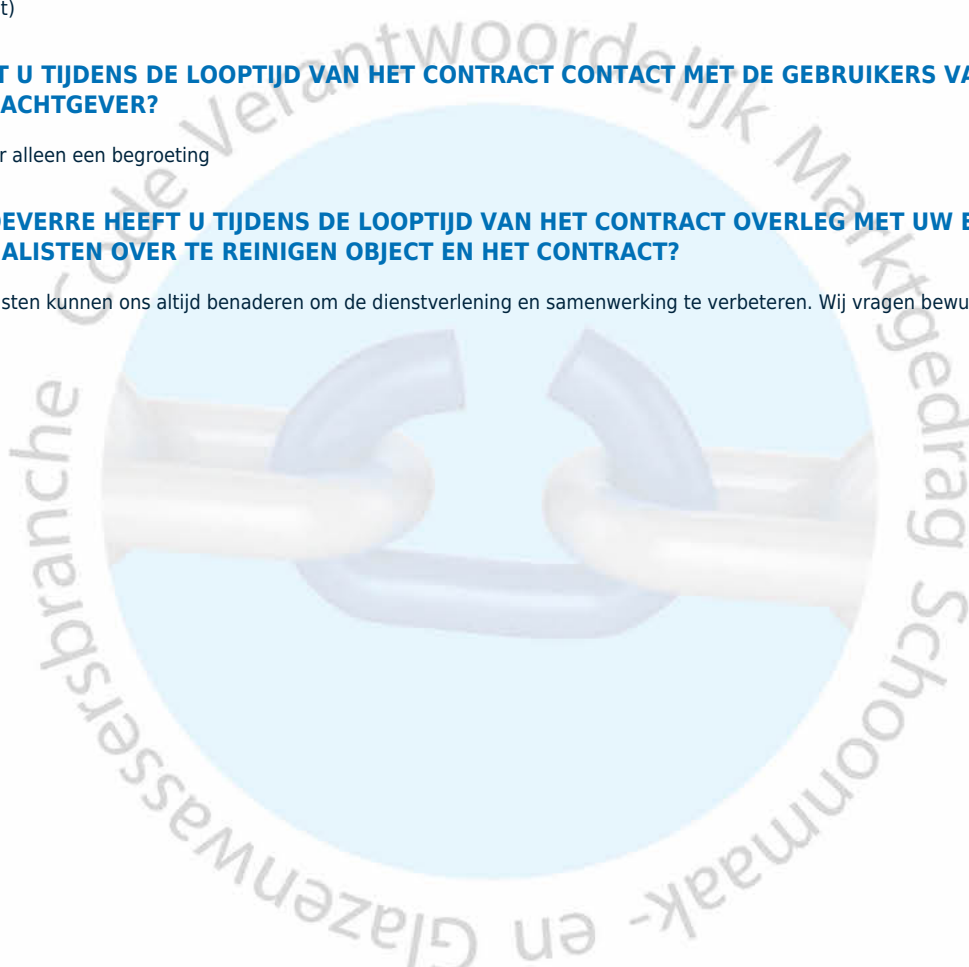 t)
T U TIJDENS DE LOOPTIJD VAN HET CONTRACT CONTACT MET DE GEBRUIKERS VA
ACHTGEVER?
r alleen een begroeting
DEVERRE HEEFT U TIJDENS DE LOOPTIJD VAN HET CONTRACT OVERLEG MET UW E
ALISTEN OVER TE REINIGEN OBJECT EN HET CONTRACT?
sten kunnen ons altijd benaderen om de dienstverlening en samenwerking te verbeteren. Wij vragen bewu
Code Verantwoordelijk Marktgedrag Schoonmaak- en Glazenwassersbranche